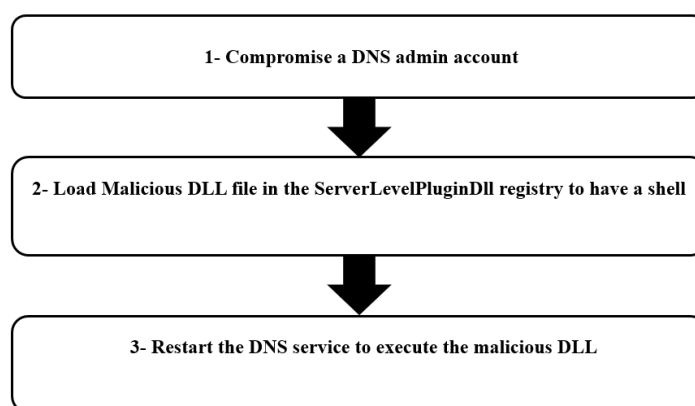 1- Compromise a DNS admin account
2- Load Malicious DLL file in the ServerLevelPluginDll registry to have a shell
3- Restart the DNS service to execute the malicious DLL